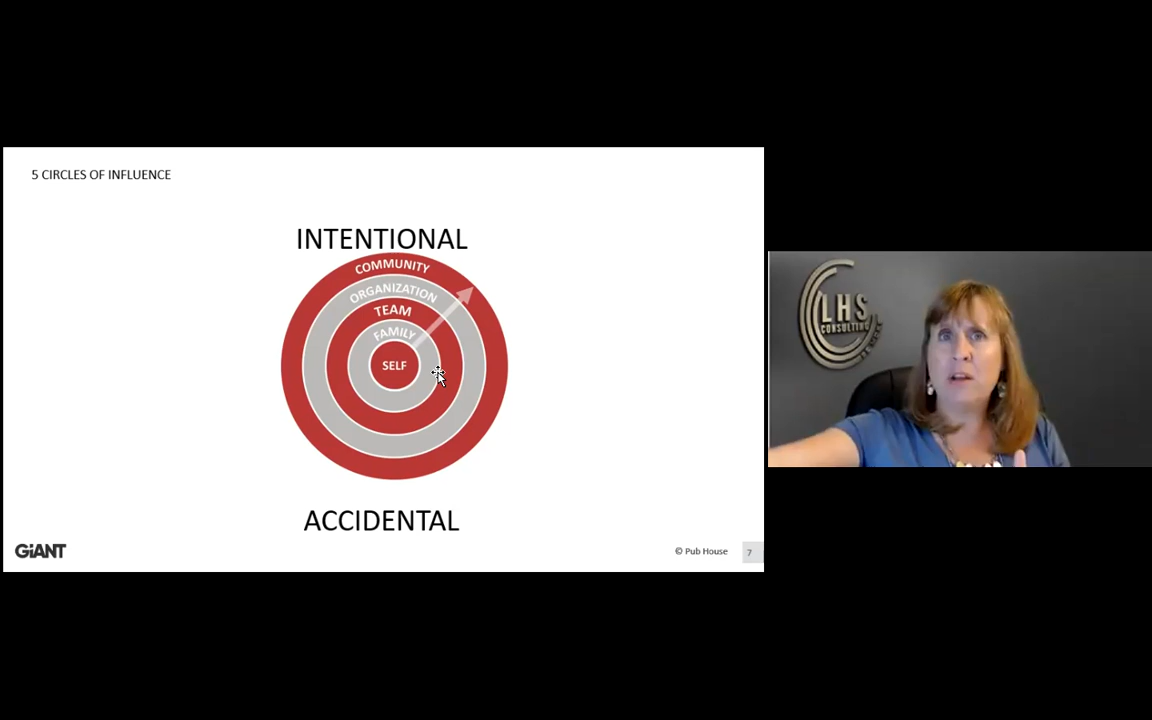 5 CIRCLES OF INFLUENCE
INTENTIONAL
COMMUNITY
ORGANIZATION
TEAM
FAMILY
SELF
ACCIDENTAL
GiANT
© Pub House
7
LHS
CONSULTING